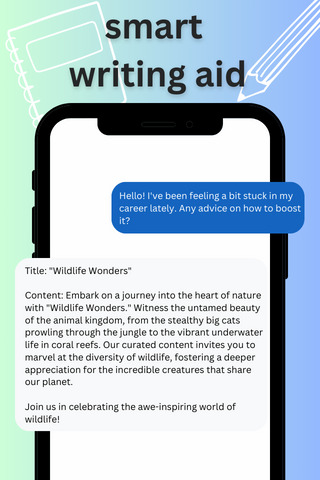 smart
writing aid
Hello! I've been feeling a bit stuck in my
career lately. Any advice on how to boost
it?
Title: "Wildlife Wonders"
Content: Embark on a journey into the heart of nature
with "Wildlife Wonders." Witness the untamed beauty
of the animal kingdom, from the stealthy big cats
prowling through the jungle to the vibrant underwater
life in coral reefs. Our curated content invites you to
marvel at the diversity of wildlife, fostering a deeper
appreciation for the incredible creatures that share
our planet.
Join us in celebrating the awe-inspiring world of
wildlife!